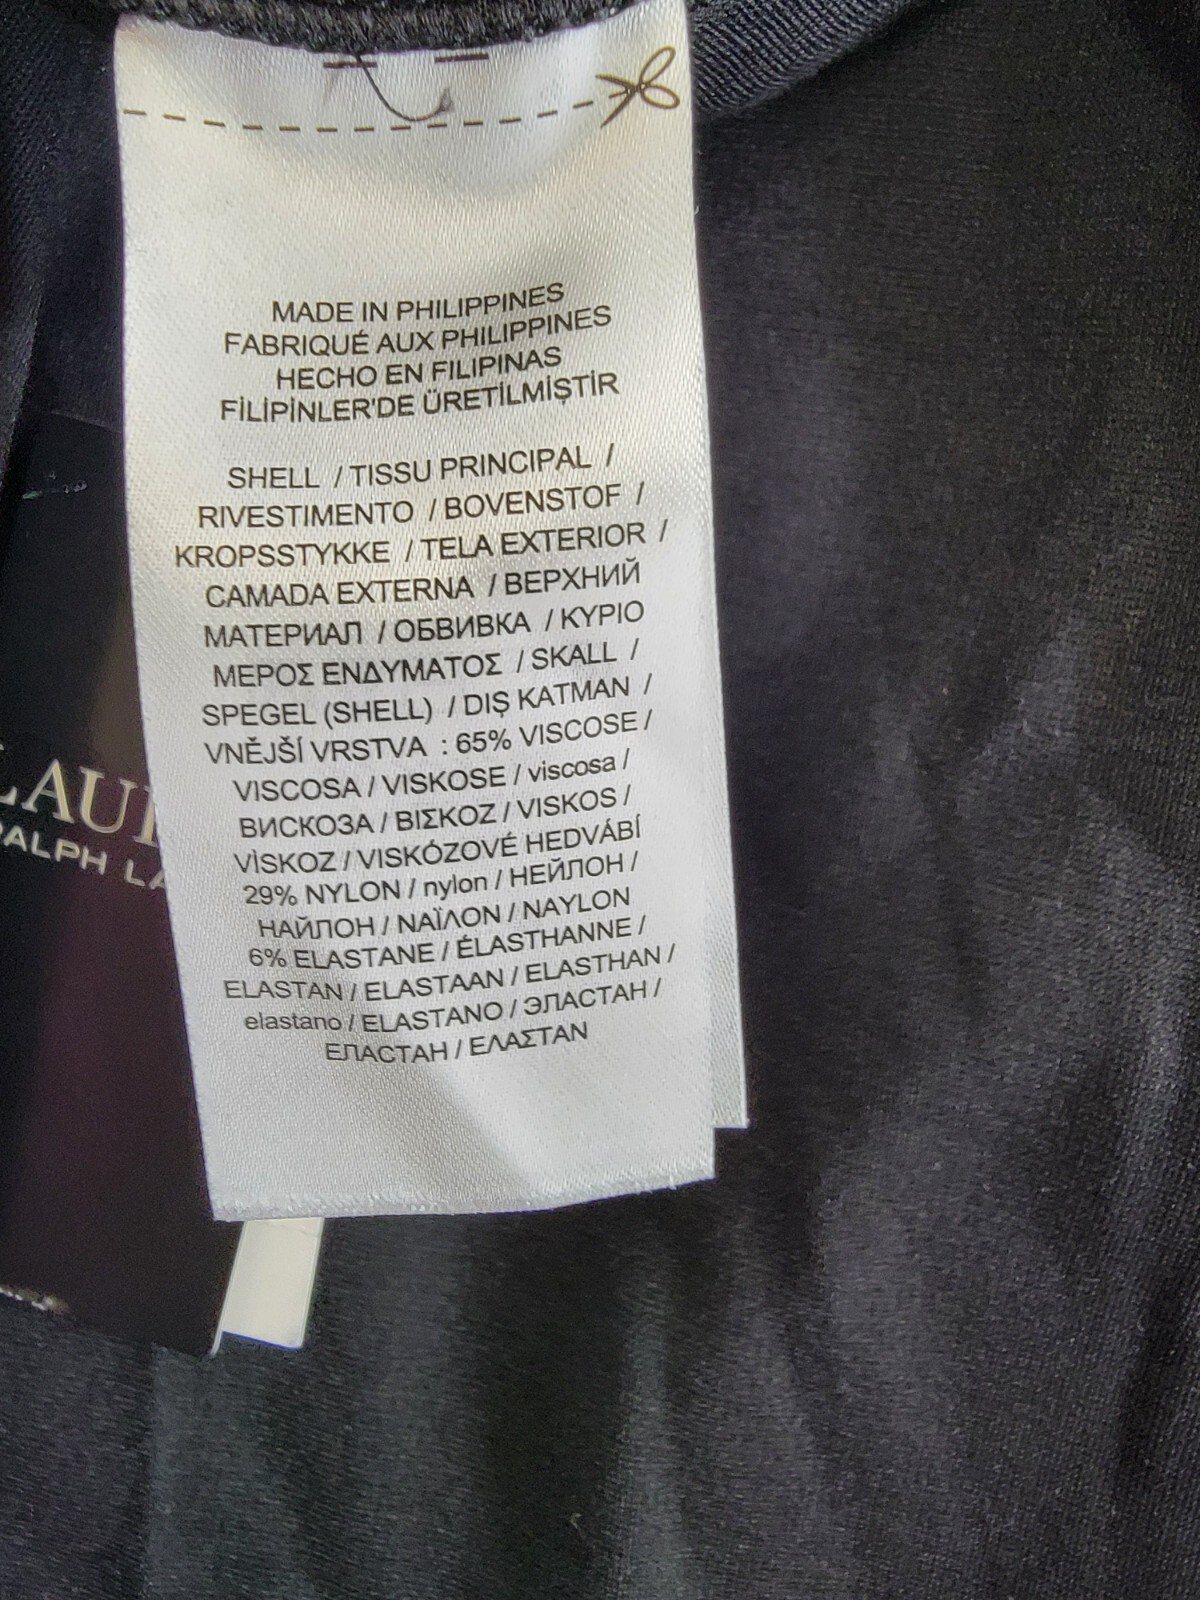 MADE IN PHILIPPINES
FABRIQUÉ AUX PHILIPPINES
HECHO EN FILIPINAS
FİLİPİNLER'DE ÜRETİLMİŞTİR
SHELL / TISSU PRINCIPAL /
RIVESTIMENTO / BOVENSTOF /
KROPSSTYKKE / TELA EXTERIOR /
CAMADA EXTERNA / ВЕРХНИЙ
МАТЕРИАЛ / ОБВИВКА / ΚΥΡΙΟ
ΜΕΡΟΣ ΕΝΔΥΜΑΤΟΣ / SKALL /
SPEGEL (SHELL) / DIŞ KATMAN /
VNĚJŠÍ VRSTVA : 65% VISCOSE /
VISCOSA / VISKOSE / viscosa /
ВИСКОЗА / ΒΙΣΚΟΖ / VISKOS /
VİSKOZ / VISKÓZOVÉ HEDVÁBÍ
29% NYLON / nylon / НЕЙЛОН /
НАЙЛОН / ΝΑΪΛΟΝ / NAYLON
6% ELASTANE / ÉLASTHANNE /
ELASTAN / ELASTAAN / ELASTHAN /
elastano / ELASTANO / ЭЛАСТАН /
ЕЛАСТАН / ΕΛΑΣΤΑΝ
LAU
RALPH LA